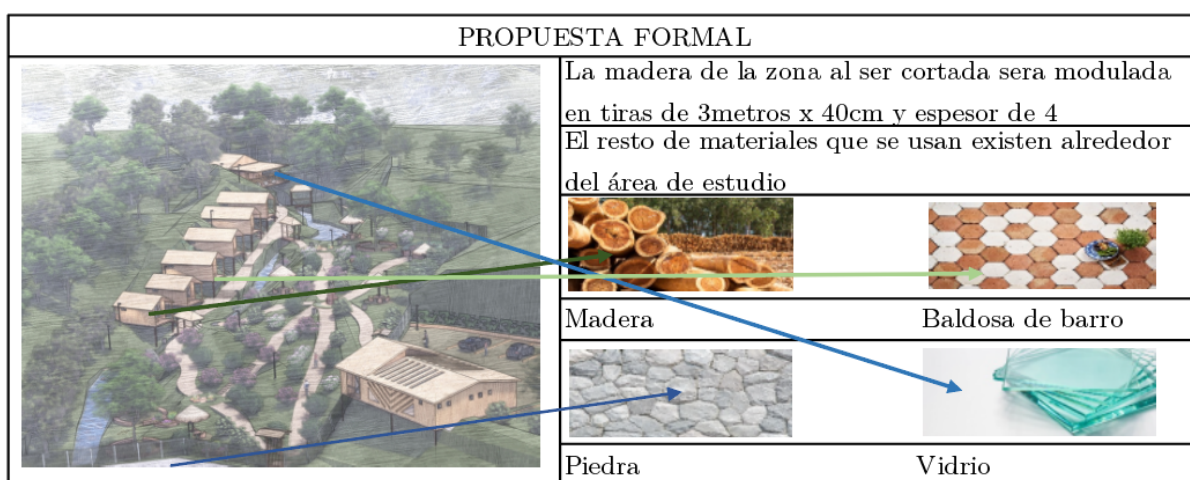 PROPUESTA FORMAL
La madera de la zona al ser cortada sera modulada
en tiras de 3metros x 40cm y espesor de 4
El resto de materiales que se usan existen alrededor
del área de estudio
Madera
Baldosa de barro
Piedra
Vidrio